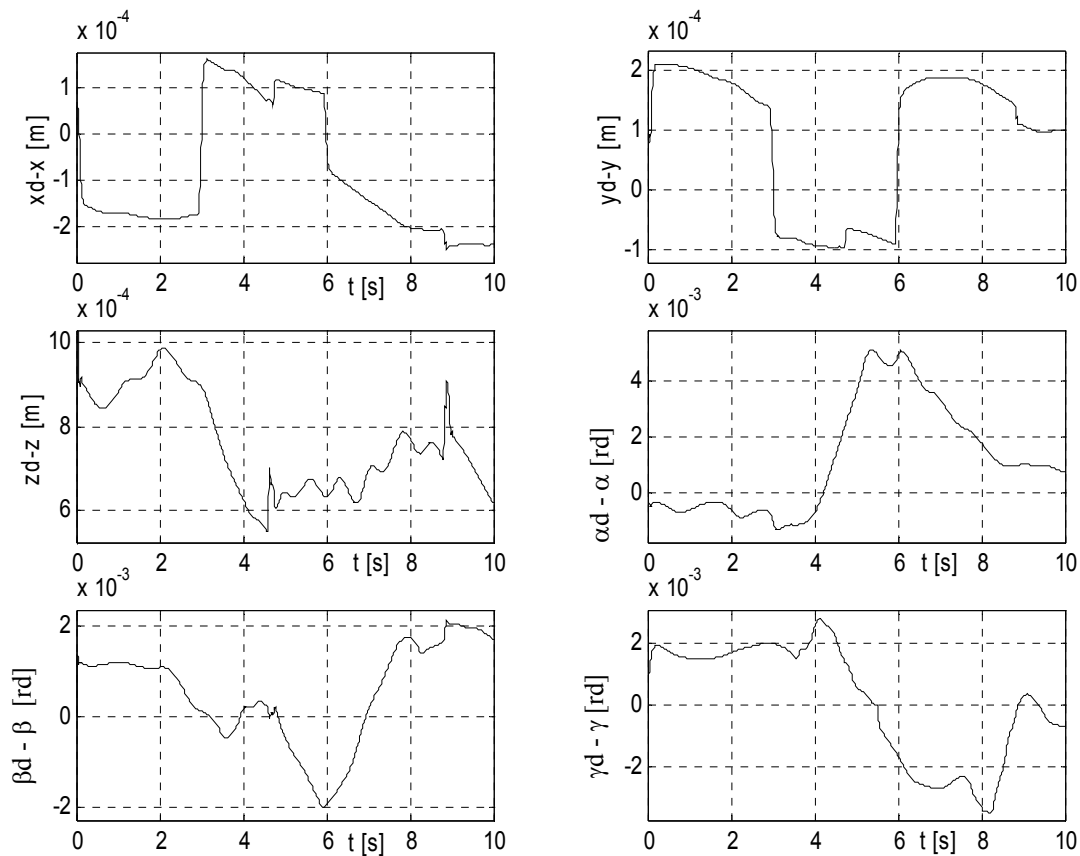 x 10-4
xd-x [m]
1
0
-1
-2
0 2 4 6 8 10
t [s]
x 10-4
yd-y [m]
2
1
0
-1
0 2 4 6 8 10
x 10-4
zd-z [m]
10
8
6
0 2 4 6 8 10
t [s]
x 10-3
αd - α [rd]
4
2
0
0 2 4 6 8 10
t [s]
x 10-3
βd - β [rd]
2
0
-2
0 2 4 6 8 10
t [s]
x 10-3
γd - γ [rd]
2
0
-2
0 2 4 6 8 10
t [s]